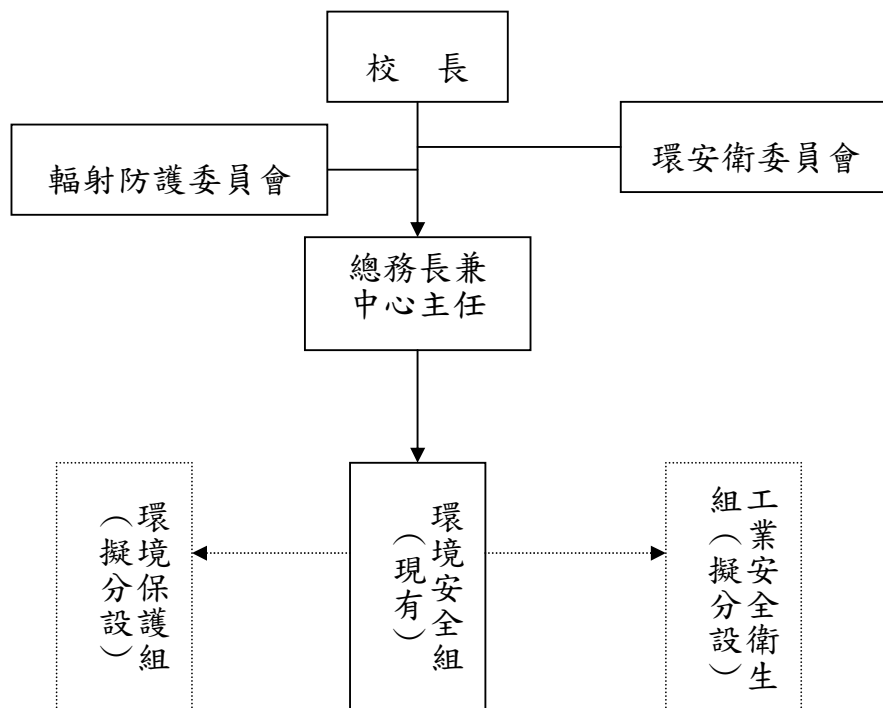 校 長
輻射防護委員會
環安衛委員會
總務長兼
中心主任
環境保護組
（擬分設）
環境安全組
（現有）
工業安全衛生
組（擬分設）